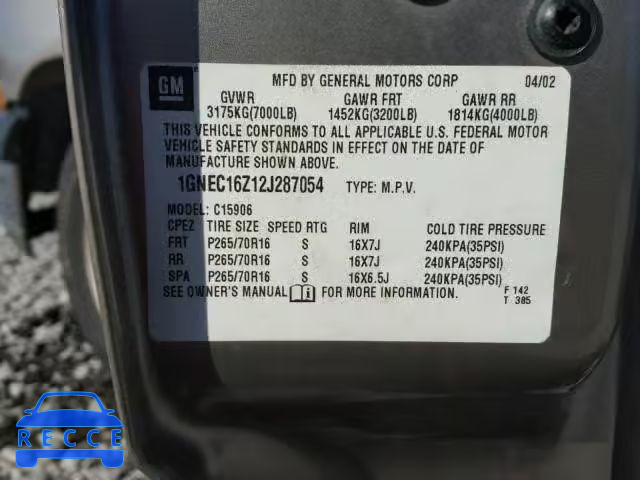 GM
MFD BY GENERAL MOTORS CORP 04/02
GVWR GAWR FRT GAWR RR
3175KG(7000LB) 1452KG(3200LB) 1814KG(4000LB)
THIS VEHICLE CONFORMS TO ALL APPLICABLE U.S. FEDERAL MOTOR
VEHICLE SAFETY STANDARDS IN EFFECT ON THE DATE OF
MANUFACTURE SHOWN ABOVE.
1GNEC16Z12J287054 TYPE: M.P.V.
MODEL: C15906
CPEZ TIRE SIZE SPEED RTG RIM COLD TIRE PRESSURE
FRT P265/70R16 S 16X7J 240KPA(35PSI)
RR P265/70R16 S 16X7J 240KPA(35PSI)
SPA P265/70R16 S 16X6.5J 240KPA(35PSI)
SEE OWNER'S MANUAL FOR MORE INFORMATION.
F 142
T 385
RECCE